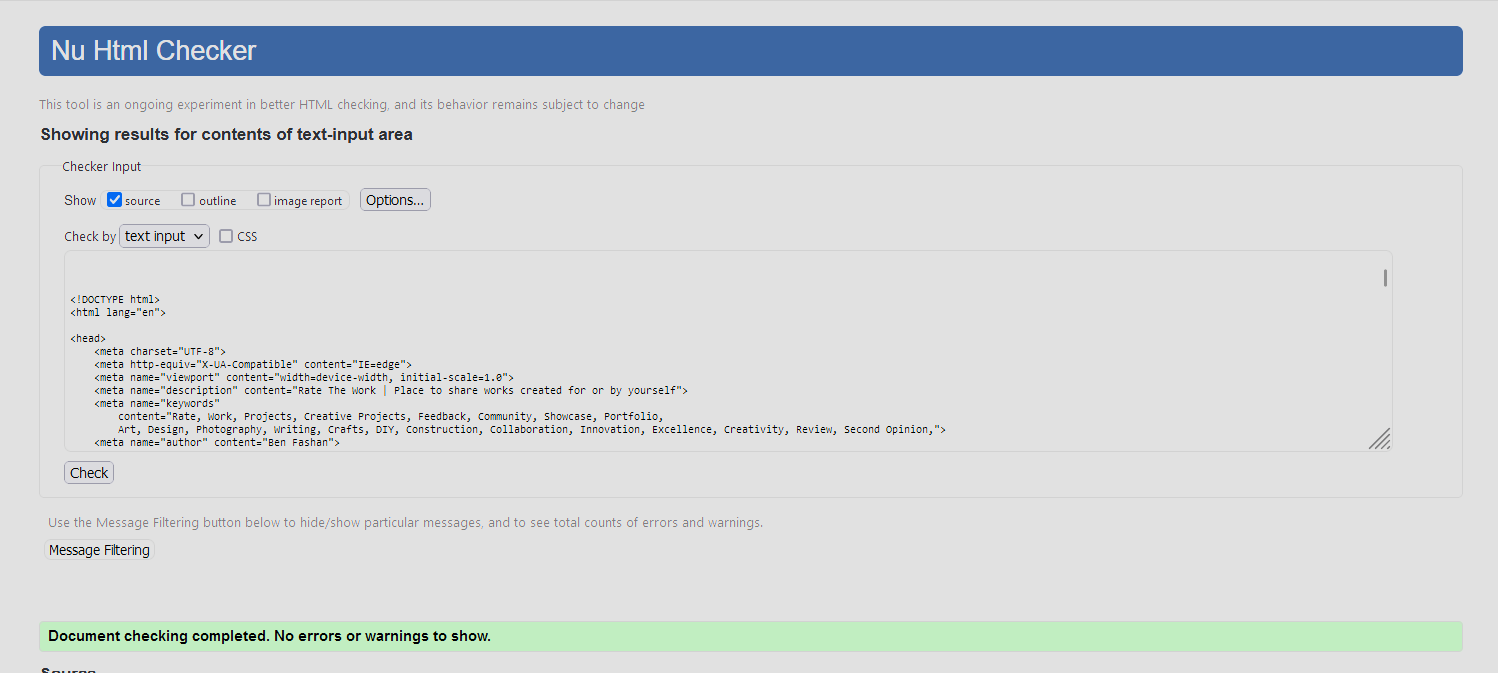 Nu Html Checker
This tool is an ongoing experiment in better HTML checking, and its behavior remains subject to change
Showing results for contents of text-input area
Checker Input
Show source outline image report Options...
Check by text input CSS
<!DOCTYPE html>
<html lang="en">
<head>
<meta charset="UTF-8">
<meta http-equiv="X-UA-Compatible" content="IE=edge">
<meta name="viewport" content="width=device-width, initial-scale=1.0">
<meta name="description" content="Rate The Work | Place to share works created for or by yourself">
<meta name="keywords"
content="Rate, Work, Projects, Creative Projects, Feedback, Community, Showcase, Portfolio,
Art, Design, Photography, Writing, Crafts, DIY, Construction, Collaboration, Innovation, Excellence, Creativity, Review, Second Opinion,">
<meta name="author" content="Ben Fashan">
Check
Use the Message Filtering button below to hide/show particular messages, and to see total counts of errors and warnings.
Message Filtering
Document checking completed. No errors or warnings to show.
Source